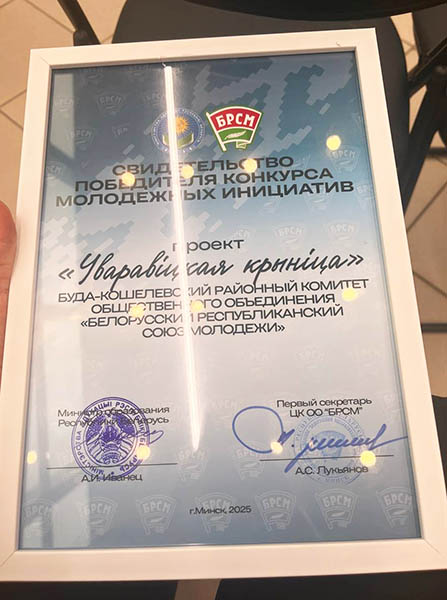 БРСМ
СВИДЕТЕЛЬСТВО
ПОБЕДИТЕЛЯ КОНКУРСА
МОЛОДЕЖНЫХ ИНИЦИАТИВ
проект
«Уваравіцкая крыніца»
БУДА-КОШЕЛЕВСКИЙ РАЙОННЫЙ КОМИТЕТ
ОБЩЕСТВЕННОГО ОБЪЕДИНЕНИЯ
«БЕЛОРУССКИЙ РЕСПУБЛИКАНСКИЙ
СОЮЗ МОЛОДЕЖИ»
Министр образования
Республики Беларусь
А.И. Иванец
Первый секретарь
ЦК ОО "БРСМ"
А.С. Лукьянов
г.Минск, 2025